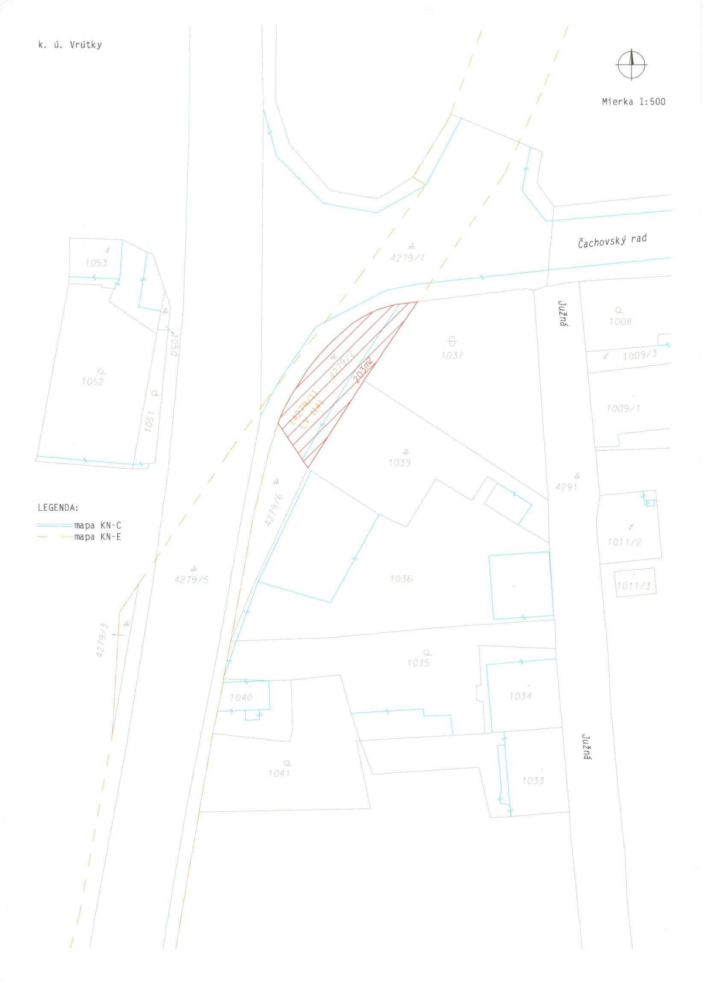 k. ú. Vrútky
Mierka 1:500
Čachovský rad
4279/7
1053
Južná
1008
1050
1037
1009/3
4279/2
203m2
1052
[4279/1]
LV 1141
1009/1
1051
1039
4291
4279/6
LEGENDA:
mapa KN-C
mapa KN-E
1011/2
4279/5
1036
1011/3
4279/3
1035
1040
1034
Južná
1041
1033